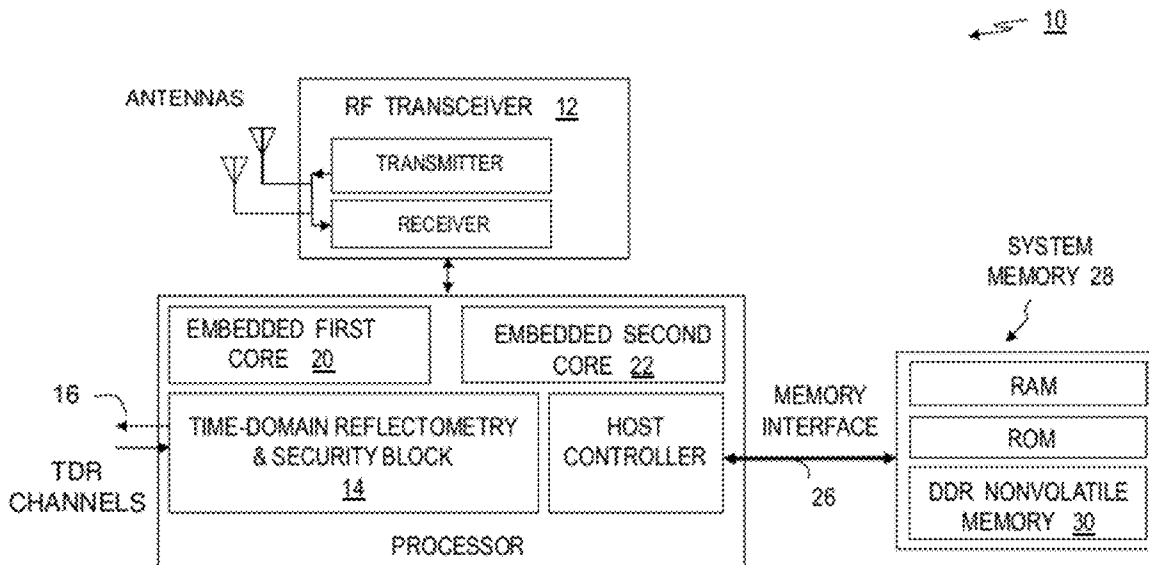 10
ANTENNAS
RF TRANSCEIVER 12
TRANSMITTER
RECEIVER
SYSTEM
MEMORY 28
EMBEDDED FIRST
CORE 20
EMBEDDED SECOND
CORE 22
16
TDR
CHANNELS
TIME-DOMAIN REFLECTOMETRY
& SECURITY BLOCK
14
HOST
CONTROLLER
MEMORY
INTERFACE
26
RAM
ROM
DDR NONVOLATILE
MEMORY 30
PROCESSOR